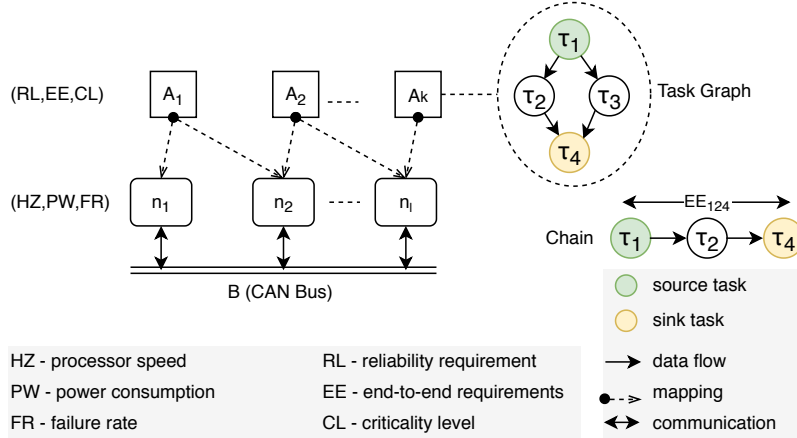 τ1
(RL,EE,CL)
A1
A2
Ak
τ2
τ3
Task Graph
τ4
(HZ,PW,FR)
n1
n2
nl
EE124
Chain
τ1
τ2
τ4
B (CAN Bus)
source task
sink task
HZ - processor speed
RL - reliability requirement
data flow
PW - power consumption
EE - end-to-end requirements
mapping
FR - failure rate
CL - criticality level
communication